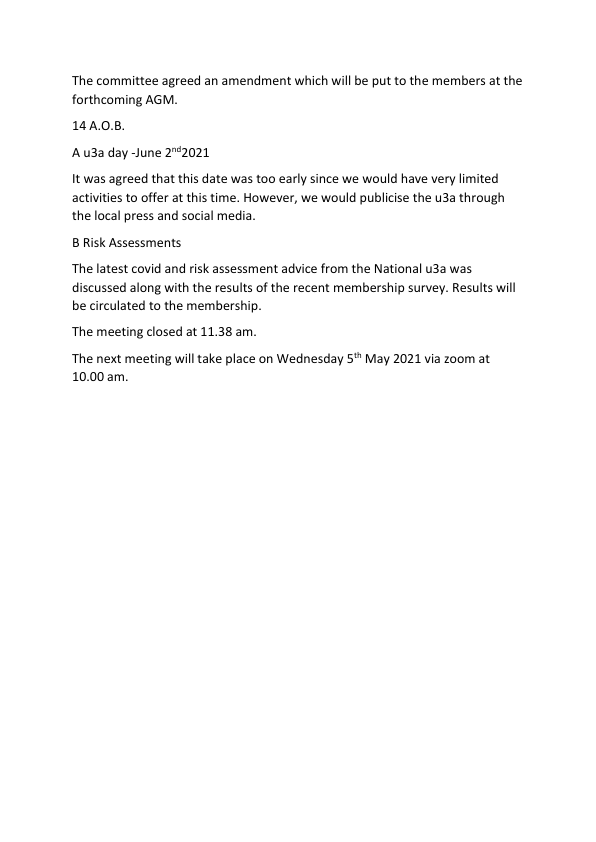 The committee agreed an amendment which will be put to the members at the
forthcoming AGM.
14 A.O.B.
A u3a day -June 2nd2021
It was agreed that this date was too early since we would have very limited
activities to offer at this time. However, we would publicise the u3a through
the local press and social media.
B Risk Assessments
The latest covid and risk assessment advice from the National u3a was
discussed along with the results of the recent membership survey. Results will
be circulated to the membership.
The meeting closed at 11.38 am.
The next meeting will take place on Wednesday 5th May 2021 via zoom at
10.00 am.